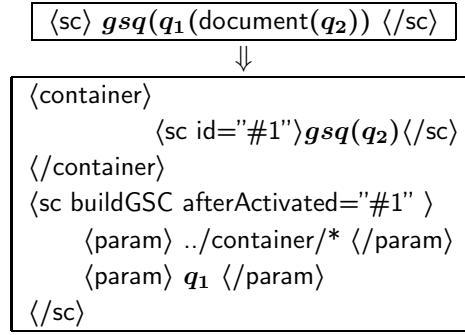 ⟨sc⟩ gsq(q₁(document(q₂)) ⟨/sc⟩
⇓
⟨container⟩
⟨sc id=”#1”⟩gsq(q₂)⟨/sc⟩
⟨/container⟩
⟨sc buildGSC afterActivated=”#1” ⟩
⟨param⟩ ../container/* ⟨/param⟩
⟨param⟩ q₁ ⟨/param⟩
⟨/sc⟩